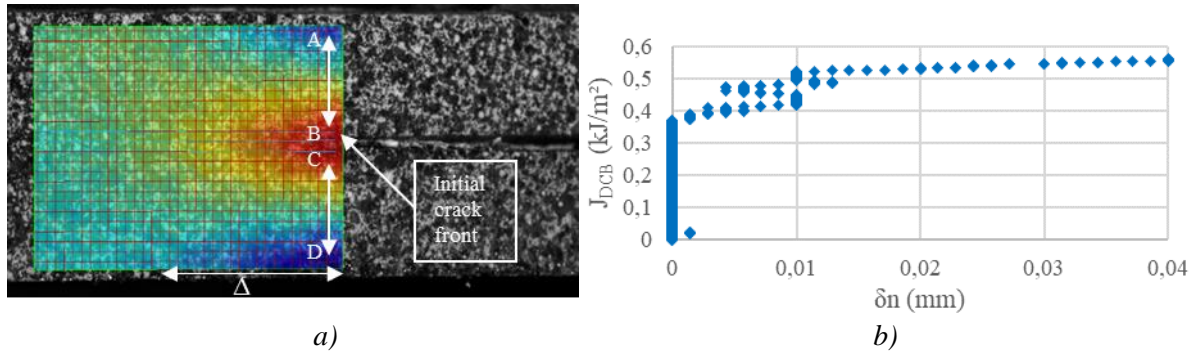 A
B
C
D
Δ
Initial
crack
front
a)
J_DCB (kJ/m²)
0,6
0,5
0,4
0,3
0,2
0,1
0
0
0,01
0,02
0,03
0,04
δn (mm)
b)